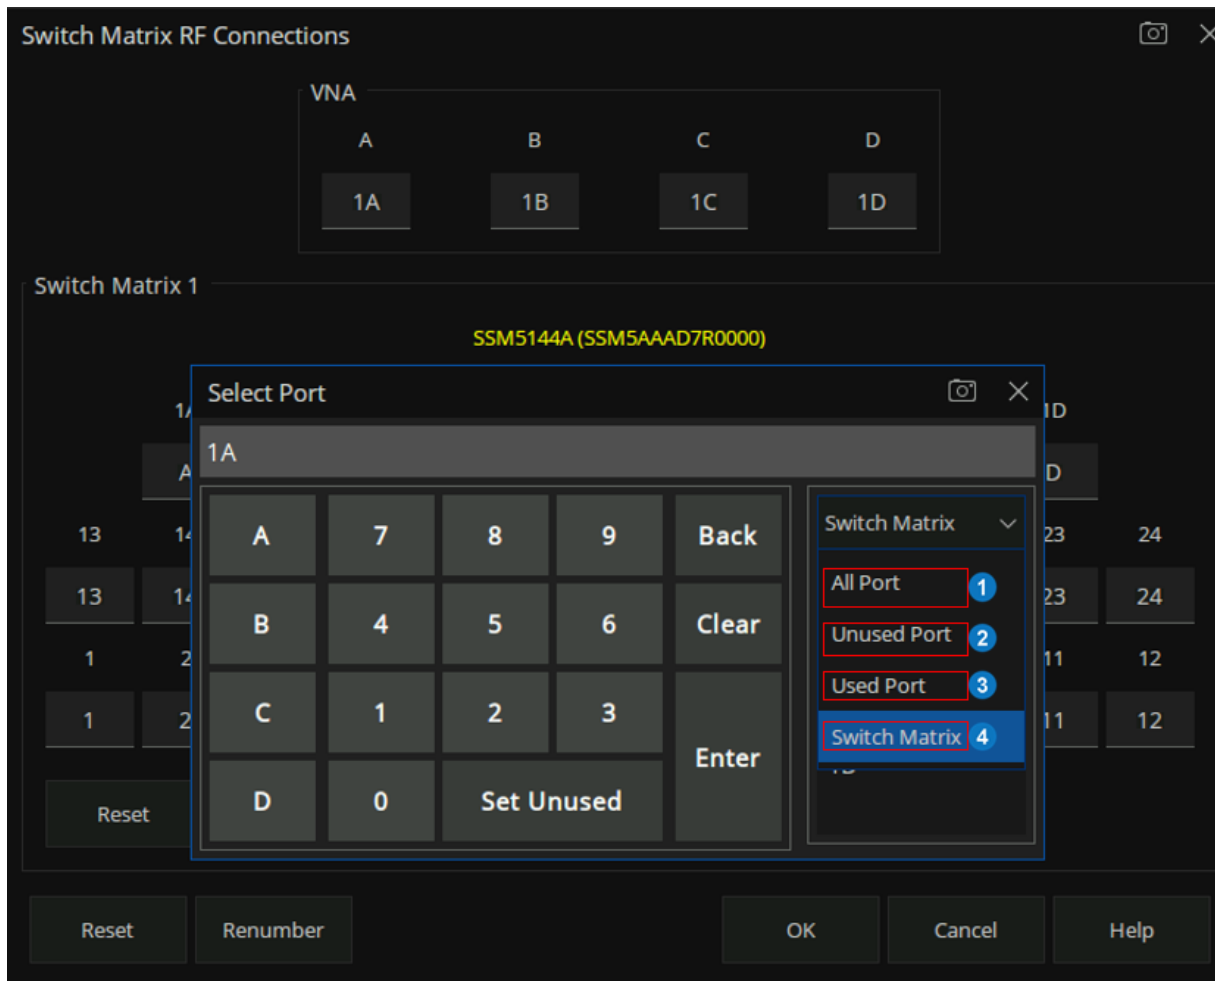 Switch Matrix RF Connections
VNA
A B C D
1A 1B 1C 1D
Switch Matrix 1
SSM5144A (SSM5AAAD7R0000)
Select Port
1A
A 7 8 9 Back
B 4 5 6 Clear
C 1 2 3
Enter
D 0 Set Unused
Switch Matrix
All Port 1
Unused Port 2
Used Port 3
Switch Matrix 4
1D
D
13 23 24
13 23 24
1 2 11 12
1 2 11 12
Reset
Reset Renumber OK Cancel Help